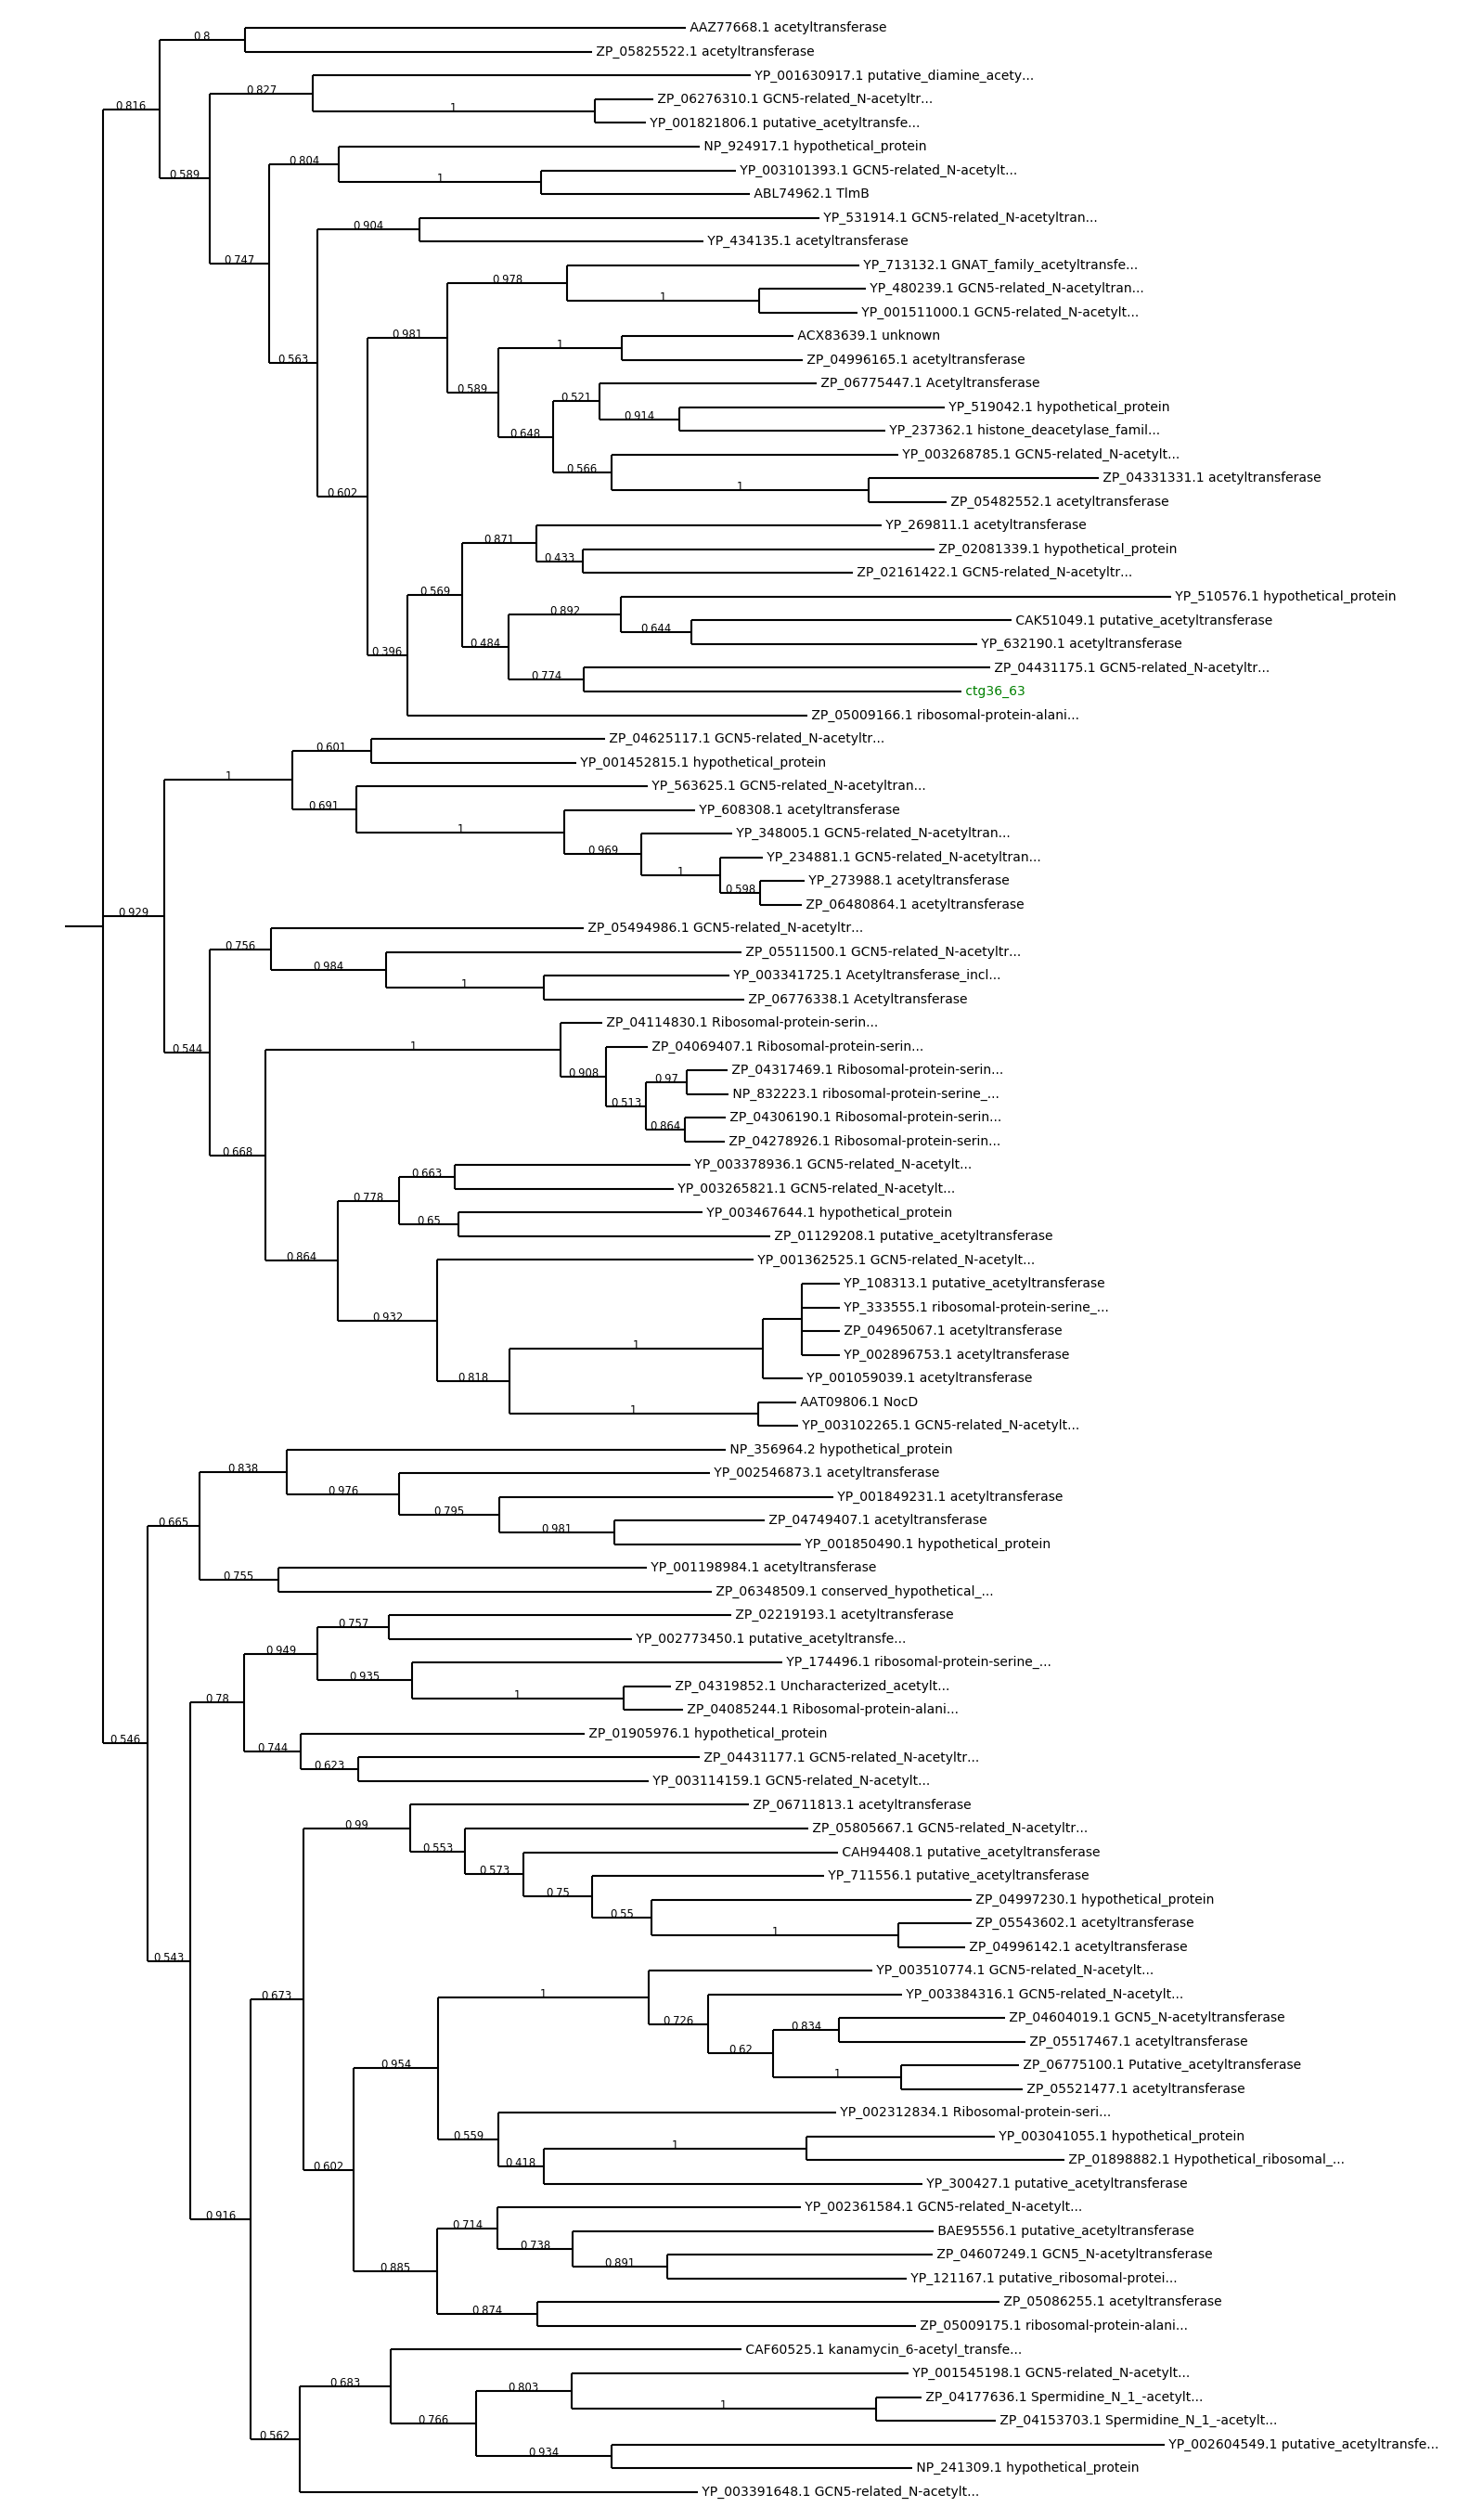 AAZ77668.1 acetyltransferase
0.8
ZP_05825522.1 acetyltransferase
YP_001630917.1 putative_diamine_acety...
0.827
ZP_06276310.1 GCN5-related_N-acetyltr...
0.816
1
YP_001821806.1 putative_acetyltransfe...
NP_924917.1 hypothetical_protein
0.804
YP_003101393.1 GCN5-related_N-acetylt...
0.589
1
ABL74962.1 TlmB
YP_531914.1 GCN5-related_N-acetyltran...
0.904
YP_434135.1 acetyltransferase
0.747
YP_713132.1 GNAT_family_acetyltransfe...
0.978
YP_480239.1 GCN5-related_N-acetyltran...
1
YP_001511000.1 GCN5-related_N-acetylt...
0.981
ACX83639.1 unknown
1
0.563
ZP_04996165.1 acetyltransferase
ZP_06775447.1 Acetyltransferase
0.589
0.521
YP_519042.1 hypothetical_protein
0.914
YP_237362.1 histone_deacetylase_famil...
0.648
YP_003268785.1 GCN5-related_N-acetylt...
0.566
ZP_04331331.1 acetyltransferase
1
0.602
ZP_05482552.1 acetyltransferase
YP_269811.1 acetyltransferase
0.871
ZP_02081339.1 hypothetical_protein
0.433
ZP_02161422.1 GCN5-related_N-acetyltr...
0.569
YP_510576.1 hypothetical_protein
0.892
CAK51049.1 putative_acetyltransferase
0.644
0.484
YP_632190.1 acetyltransferase
0.396
ZP_04431175.1 GCN5-related_N-acetyltr...
0.774
ctg36_63
ZP_05009166.1 ribosomal-protein-alani...
ZP_04625117.1 GCN5-related_N-acetyltr...
0.601
YP_001452815.1 hypothetical_protein
1
YP_563625.1 GCN5-related_N-acetyltran...
0.691
YP_608308.1 acetyltransferase
1
YP_348005.1 GCN5-related_N-acetyltran...
0.969
YP_234881.1 GCN5-related_N-acetyltran...
1
YP_273988.1 acetyltransferase
0.598
ZP_06480864.1 acetyltransferase
0.929
ZP_05494986.1 GCN5-related_N-acetyltr...
0.756
ZP_05511500.1 GCN5-related_N-acetyltr...
0.984
YP_003341725.1 Acetyltransferase_incl...
1
ZP_06776338.1 Acetyltransferase
ZP_04114830.1 Ribosomal-protein-serin...
1
0.544
ZP_04069407.1 Ribosomal-protein-serin...
0.908
ZP_04317469.1 Ribosomal-protein-serin...
0.97
NP_832223.1 ribosomal-protein-serine_...
0.513
ZP_04306190.1 Ribosomal-protein-serin...
0.864
ZP_04278926.1 Ribosomal-protein-serin...
0.668
YP_003378936.1 GCN5-related_N-acetylt...
0.663
YP_003265821.1 GCN5-related_N-acetylt...
0.778
YP_003467644.1 hypothetical_protein
0.65
ZP_01129208.1 putative_acetyltransferase
0.864
YP_001362525.1 GCN5-related_N-acetylt...
YP_108313.1 putative_acetyltransferase
YP_333555.1 ribosomal-protein-serine_...
0.932
ZP_04965067.1 acetyltransferase
1
YP_002896753.1 acetyltransferase
0.818
YP_001059039.1 acetyltransferase
AAT09806.1 NocD
1
YP_003102265.1 GCN5-related_N-acetylt...
NP_356964.2 hypothetical_protein
0.838
YP_002546873.1 acetyltransferase
0.976
YP_001849231.1 acetyltransferase
0.795
0.665
ZP_04749407.1 acetyltransferase
0.981
YP_001850490.1 hypothetical_protein
YP_001198984.1 acetyltransferase
0.755
ZP_06348509.1 conserved_hypothetical_...
ZP_02219193.1 acetyltransferase
0.757
YP_002773450.1 putative_acetyltransfe...
0.949
YP_174496.1 ribosomal-protein-serine_...
0.935
ZP_04319852.1 Uncharacterized_acetylt...
1
0.78
ZP_04085244.1 Ribosomal-protein-alani...
ZP_01905976.1 hypothetical_protein
0.546
0.744
ZP_04431177.1 GCN5-related_N-acetyltr...
0.623
YP_003114159.1 GCN5-related_N-acetylt...
ZP_06711813.1 acetyltransferase
0.99
ZP_05805667.1 GCN5-related_N-acetyltr...
0.553
CAH94408.1 putative_acetyltransferase
0.573
YP_711556.1 putative_acetyltransferase
0.75
ZP_04997230.1 hypothetical_protein
0.55
ZP_05543602.1 acetyltransferase
1
ZP_04996142.1 acetyltransferase
0.543
YP_003510774.1 GCN5-related_N-acetylt...
0.673
1
YP_003384316.1 GCN5-related_N-acetylt...
0.726
ZP_04604019.1 GCN5_N-acetyltransferase
0.834
ZP_05517467.1 acetyltransferase
0.62
0.954
ZP_06775100.1 Putative_acetyltransferase
1
ZP_05521477.1 acetyltransferase
YP_002312834.1 Ribosomal-protein-seri...
0.559
YP_003041055.1 hypothetical_protein
1
ZP_01898882.1 Hypothetical_ribosomal_...
0.418
0.602
YP_300427.1 putative_acetyltransferase
YP_002361584.1 GCN5-related_N-acetylt...
0.916
0.714
BAE95556.1 putative_acetyltransferase
0.738
ZP_04607249.1 GCN5_N-acetyltransferase
0.891
0.885
YP_121167.1 putative_ribosomal-protei...
ZP_05086255.1 acetyltransferase
0.874
ZP_05009175.1 ribosomal-protein-alani...
CAF60525.1 kanamycin_6-acetyl_transfe...
YP_001545198.1 GCN5-related_N-acetylt...
0.683
0.803
ZP_04177636.1 Spermidine_N_1_-acetylt...
1
0.766
ZP_04153703.1 Spermidine_N_1_-acetylt...
0.562
YP_002604549.1 putative_acetyltransfe...
0.934
NP_241309.1 hypothetical_protein
YP_003391648.1 GCN5-related_N-acetylt...